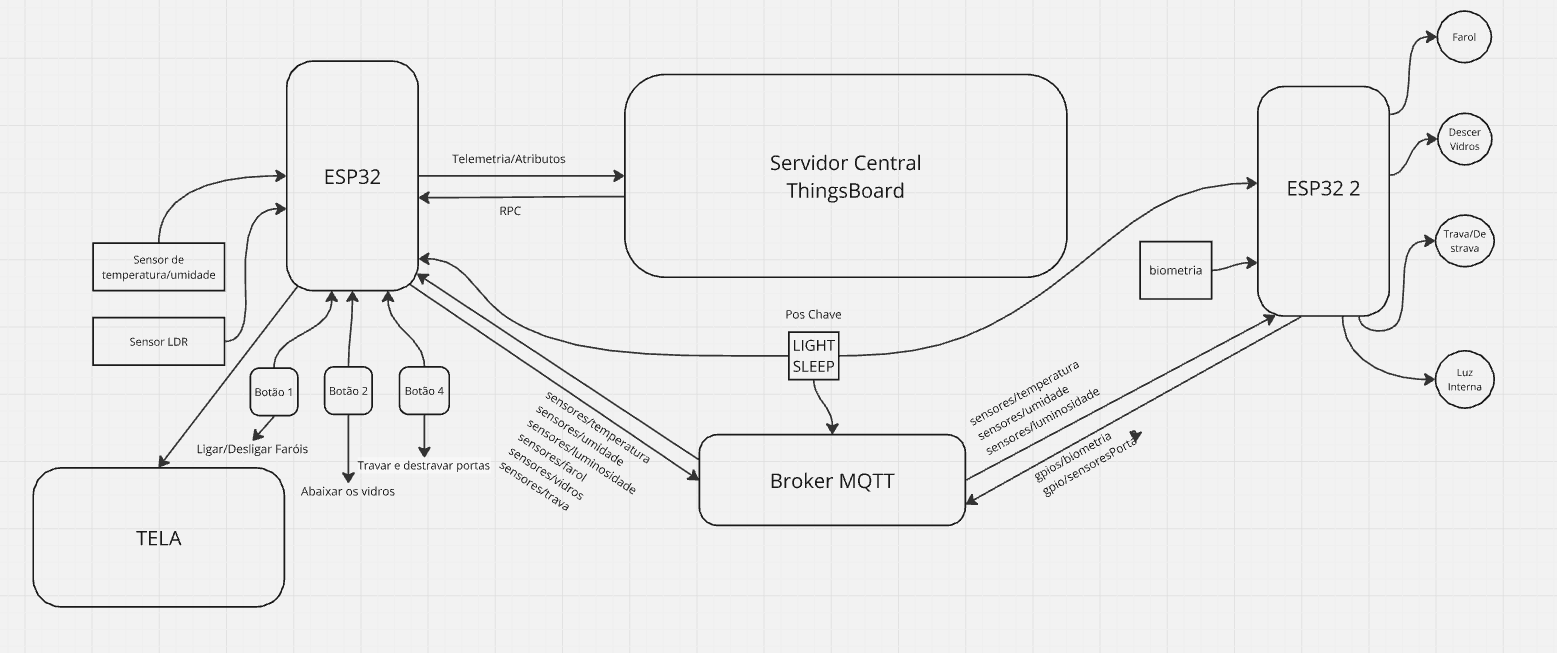 Farol
Descer
Vidros
Servidor Central
ThingsBoard
ESP32
ESP32 2
Telemetria/Atributos
RPC
Trava/De
strava
Sensor de
temperatura/umidade
biometria
Pos Chave
LIGHT
SLEEP
Sensor LDR
Luz
Interna
Botão 1
Botão 2
Botão 4
Ligar/Desligar Faróis
Travar e destravar portas
Abaixar os vidros
sensores/temperatura
sensores/umidade
sensores/luminosidade
sensores/farol
sensores/vidros
sensores/trava
sensores/temperatura
sensores/umidade
sensores/luminosidade
gpios/biometria
gpio/sensoresPorta
Broker MQTT
TELA